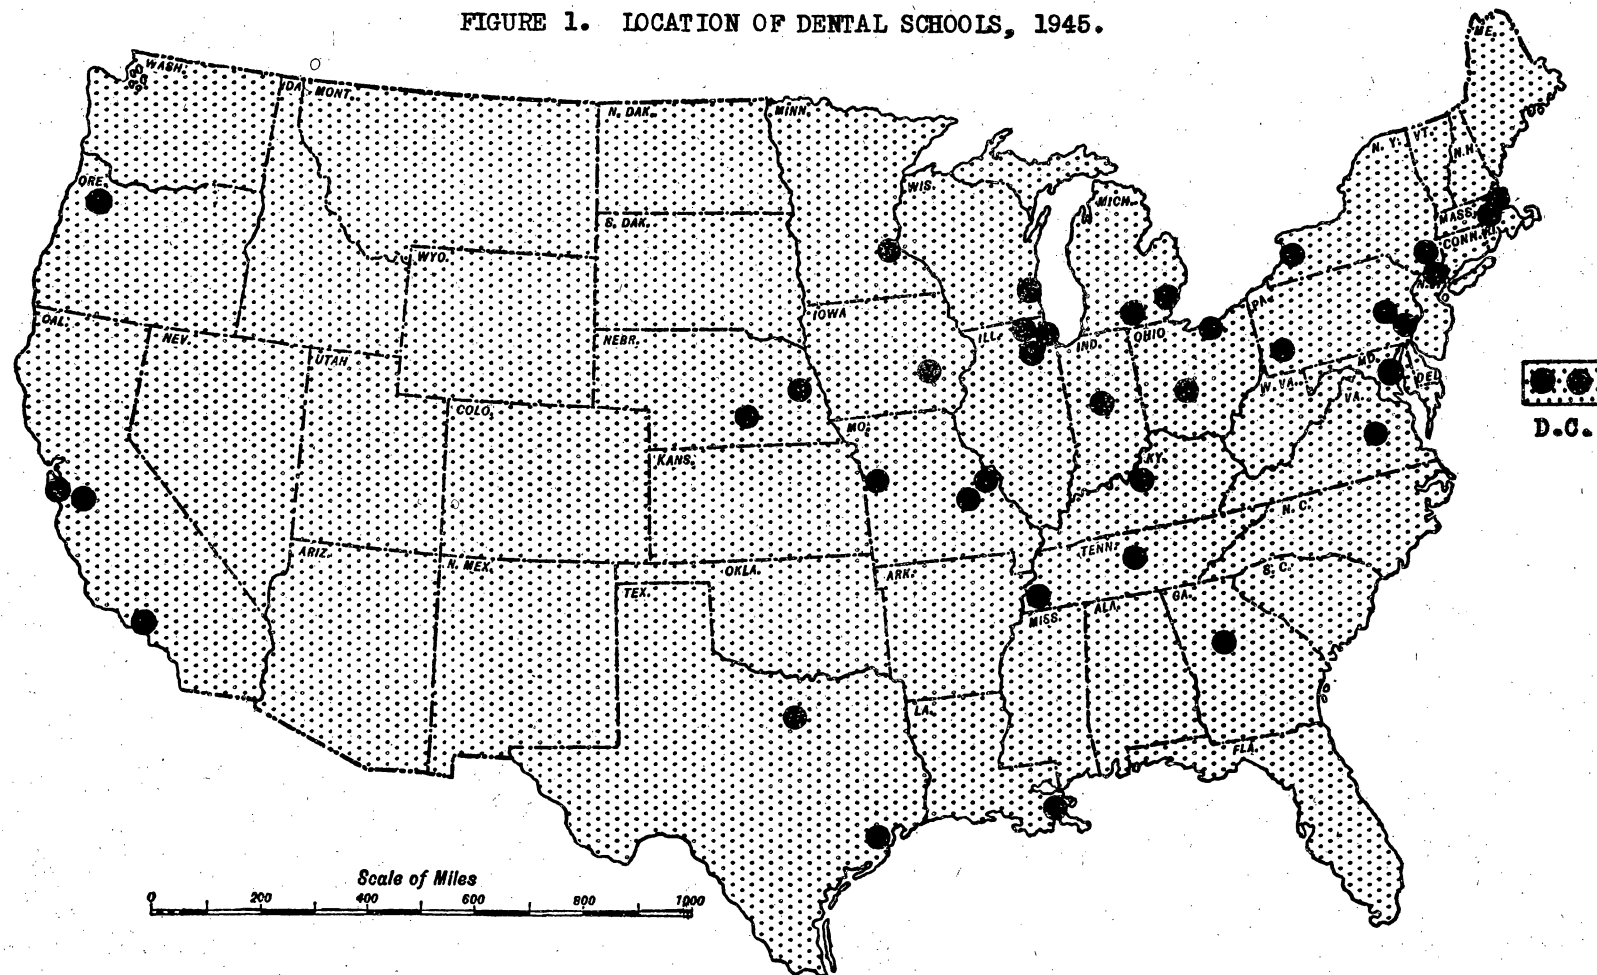 FIGURE 1. LOCATION OF DENTAL SCHOOLS, 1945.
WASH.
IDA.
MONT.
N. DAK.
MINN.
ME.
N. Y.
VT.
N.H.
ORE.
WIS.
MICH.
MASS.
S. DAK.
CONN.
R.I.
WYO.
CAL.
NEV.
UTAH
NEBR.
IOWA
ILL.
IND.
OHIO
PA.
N.J.
MD.
DEL.
W. VA.
VA.
D.C.
COLO.
KANS.
MO.
KY.
ARIZ.
N. MEX.
OKLA.
TEX.
ARK.
TENN.
N. C.
S. C.
MISS.
ALA.
GA.
LA.
FLA.
Scale of Miles
0 200 400 600 800 1000